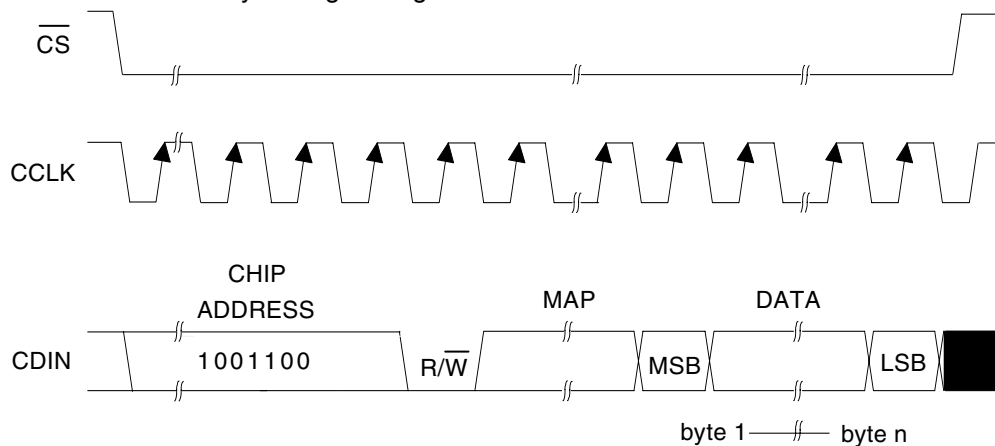 CS
CCLK
CHIP
ADDRESS
MAP
DATA
CDIN
1001100
R/W
MSB
LSB
byte 1
byte n